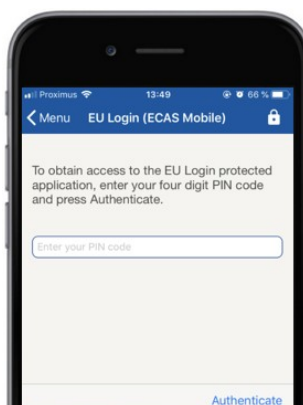 Proximus 13:49 66 %
Menu EU Login (ECAS Mobile)
To obtain access to the EU Login protected
application, enter your four digit PIN code
and press Authenticate.
Enter your PIN code
Authenticate